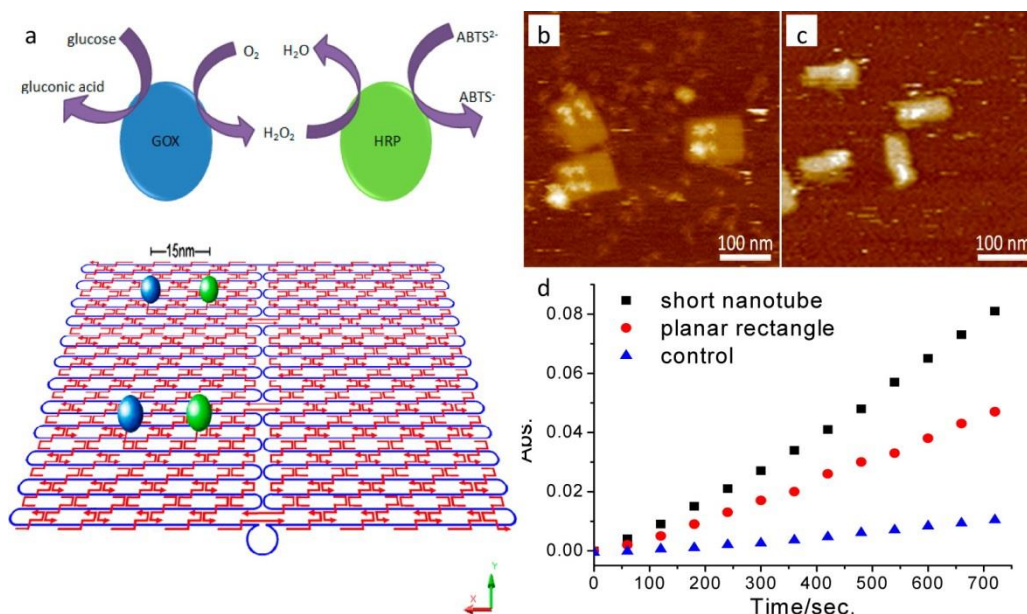 a
glucose
gluconic acid
GOX
O₂
H₂O₂
H₂O
HRP
ABTS²⁻
ABTS⁻
15nm
Y
X
b
100 nm
c
100 nm
d
short nanotube
planar rectangle
control
Abs.
0.08
0.06
0.04
0.02
0.00
0 100 200 300 400 500 600 700
Time/sec.